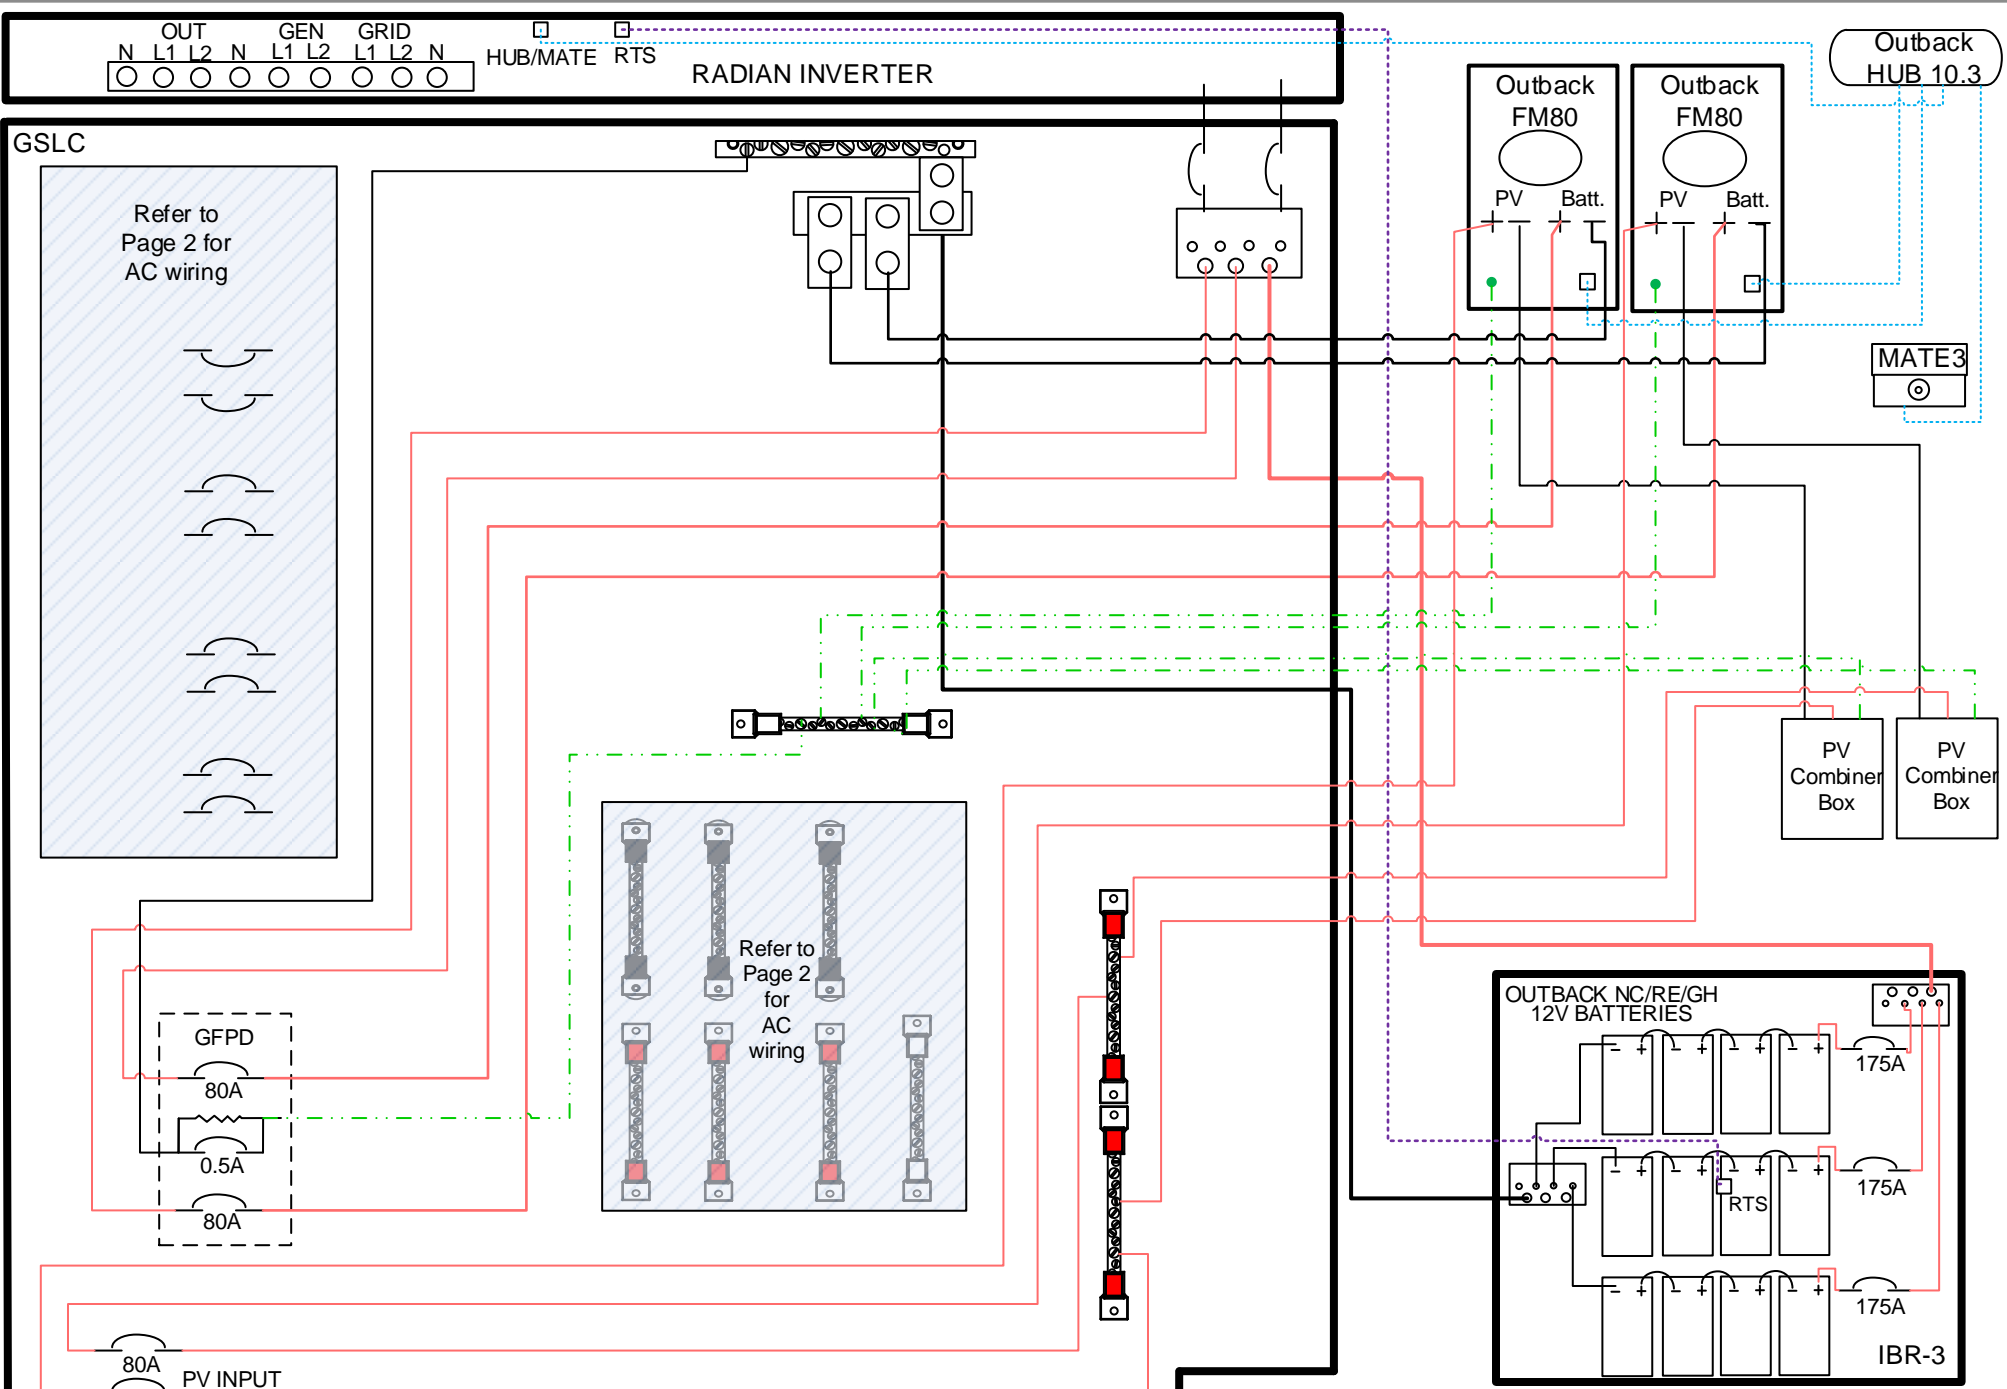 OUT GEN GRID
N L1 L2 N L1 L2 L1 L2 N
HUB/MATE RTS
RADIAN INVERTER
Outback
HUB 10.3
Outback
FM80
PV Batt.
Outback
FM80
PV Batt.
MATE3
GSLC
Refer to
Page 2 for
AC wiring
PV
Combiner
Box
PV
Combiner
Box
Refer to
Page 2
for
AC
wiring
GFPD
80A
0.5A
80A
80A
PV INPUT
OUTBACK NC/RE/GH
12V BATTERIES
- + - + - + - +
175A
- + - + - + - +
175A
RTS
- + - + - + - +
175A
IBR-3